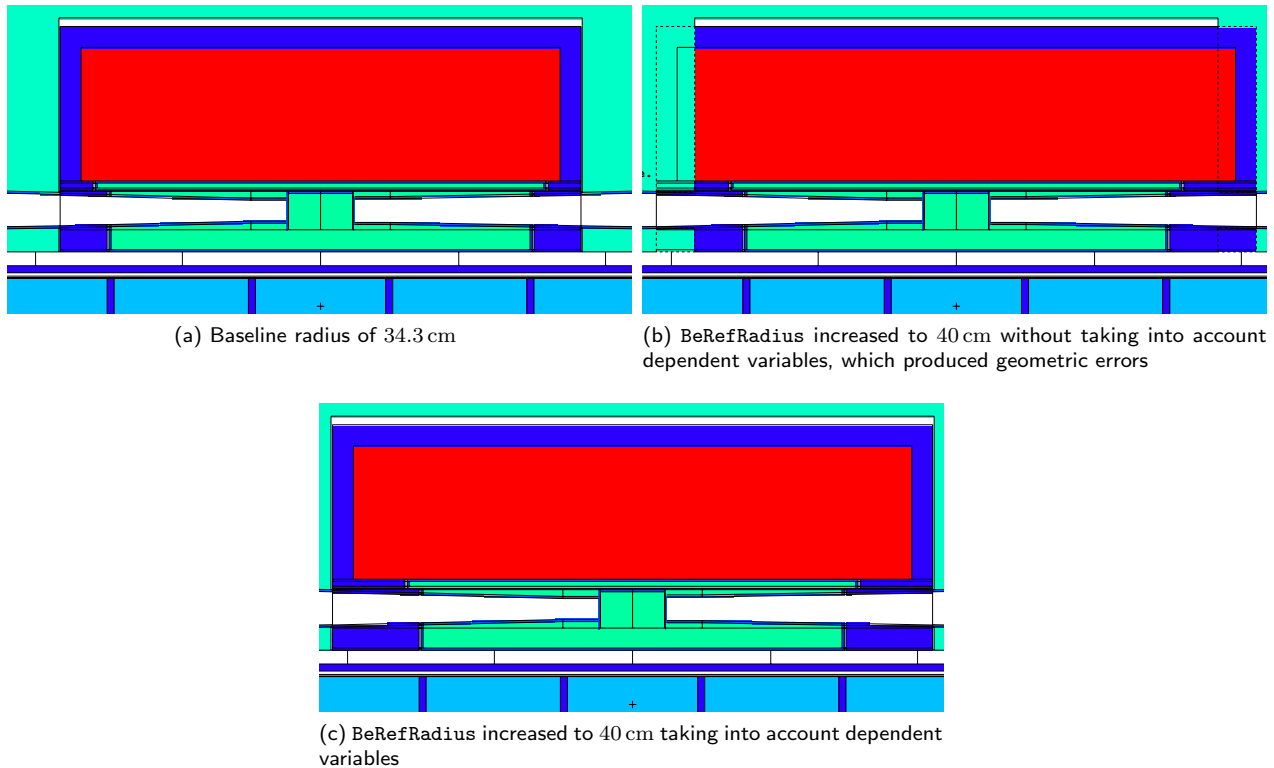 e.
(a) Baseline radius of 34.3 cm
(b) BeRefRadius increased to 40 cm without taking into account
dependent variables, which produced geometric errors
(c) BeRefRadius increased to 40 cm taking into account dependent
variables